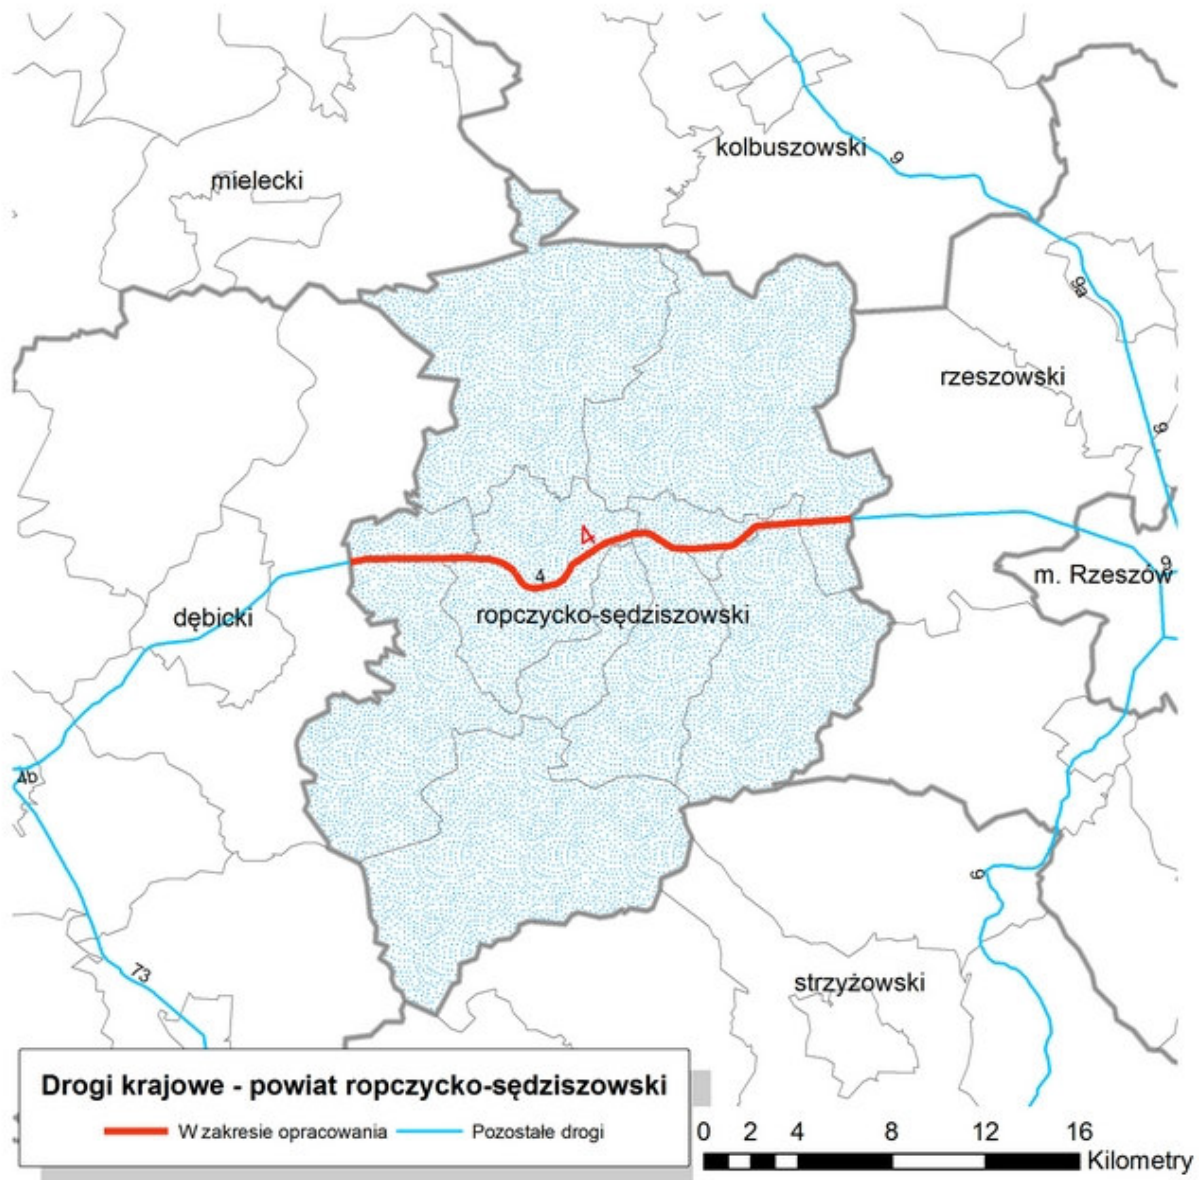 kolbuszowski
9
mielecki
9a
rzeszowski
9
4
4
9
m. Rzeszów
dębicki
ropczycko-sędziszowski
4b
9
73
strzyżowski
Drogi krajowe - powiat ropczycko-sędziszowski
W zakresie opracowania
Pozostałe drogi
0 2 4 8 12 16
Kilometry